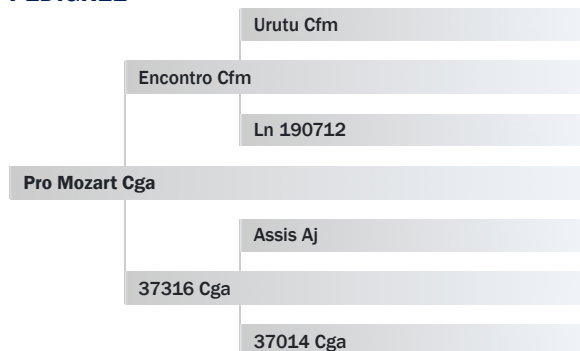 Urutu Cfm
Encontro Cfm
Ln 190712
Pro Mozart Cga
Assis Aj
37316 Cga
37014 Cga